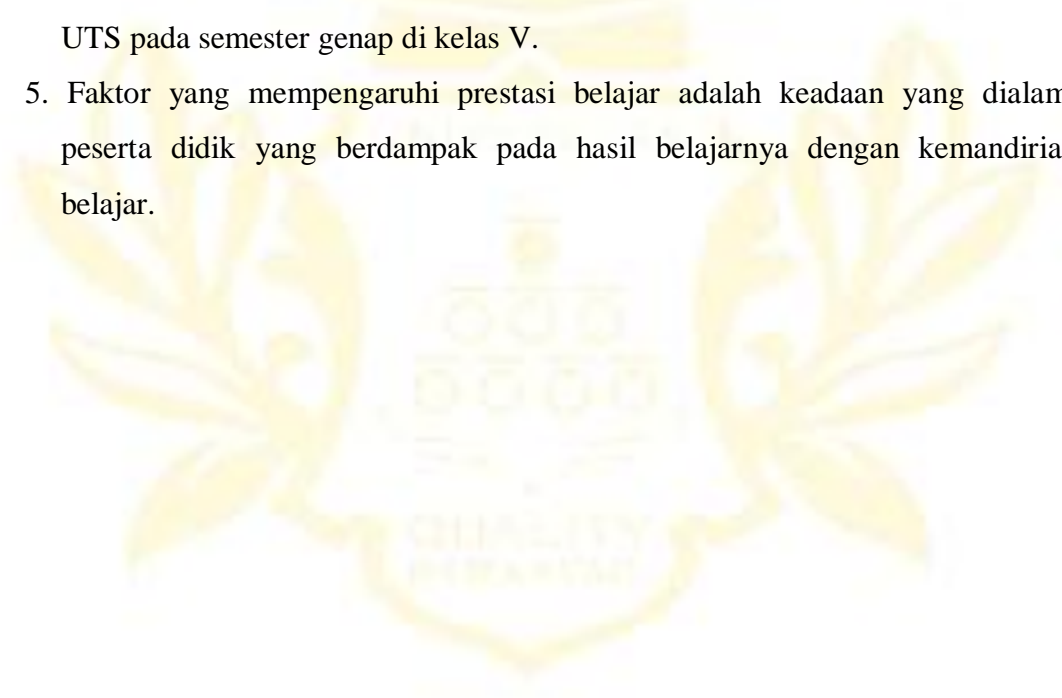 UTS pada semester genap di kelas V.
5. Faktor yang mempengaruhi prestasi belajar adalah keadaan yang dialam
peserta didik yang berdampak pada hasil belajarnya dengan kemandiria
belajar.
QUALITY